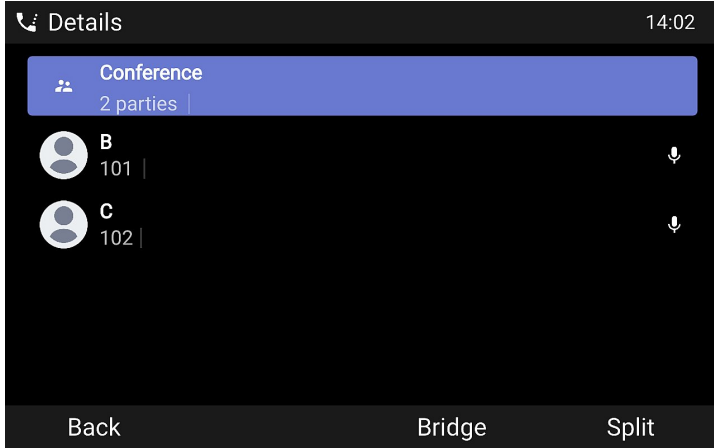 Details 14:02
Conference
2 parties
B
101
C
102
Back Bridge Split